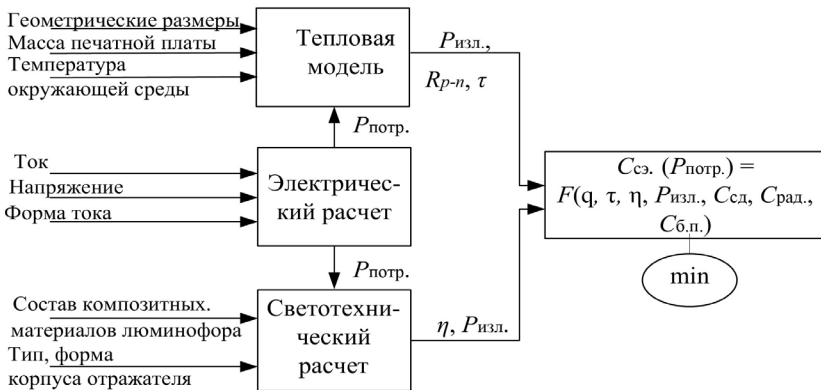 Геометрические размеры
Масса печатной платы
Температура
окружающей среды
Тепловая
модель
Pизл.,
Rp-n, τ
Pпотр.
Ток
Напряжение
Форма тока
Электричес-
кий расчет
Cсэ. (Pпотр.) =
F(q, τ, η, Pизл., Cсд, Cрад.,
Cб.п.)
min
Pпотр.
Состав композитных.
материалов люминофора
Тип, форма
корпуса отражателя
Светотехни-
ческий
расчет
η, Pизл.